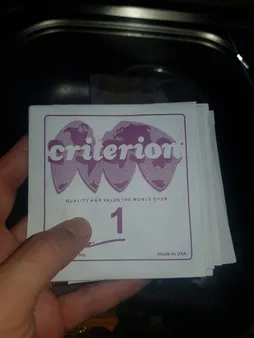 criterion
QUALITY AND VALUE THE WORLD OVER
1
Made In USA